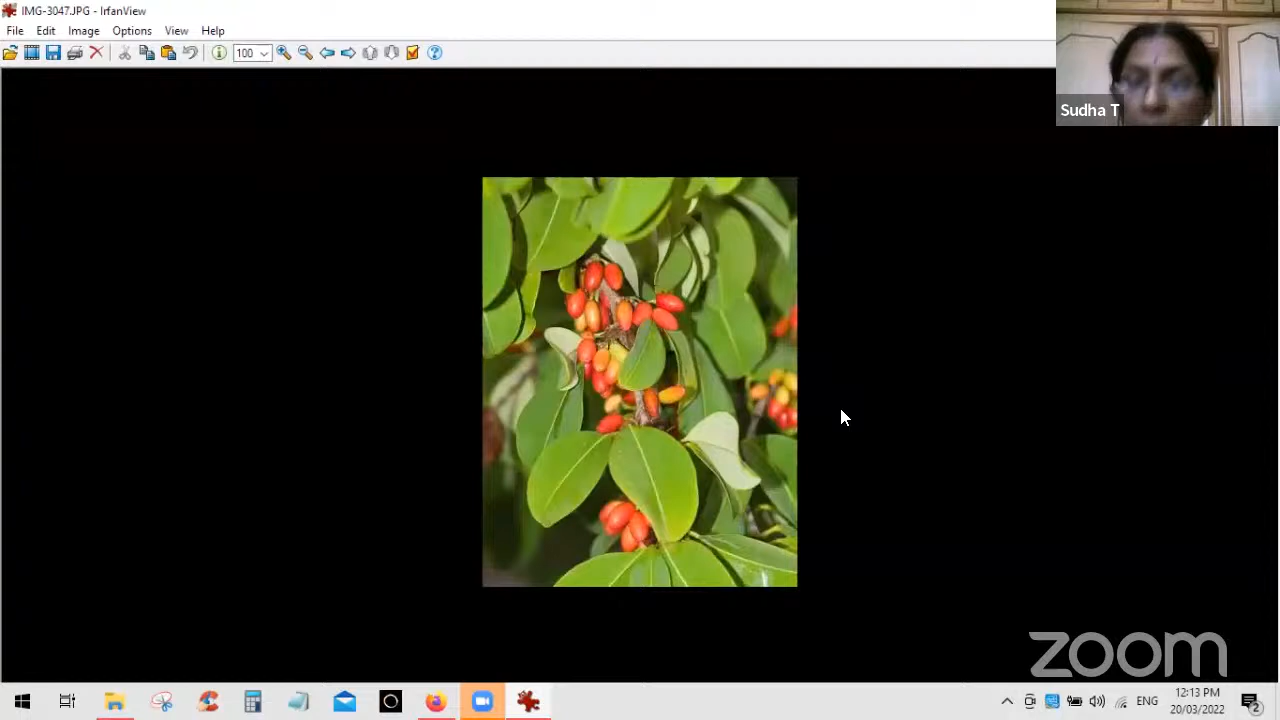 IMG-3047.JPG - IrfanView
File Edit Image Options View Help
100
Sudha T
zoom
ENG
12:13 PM
20/03/2022
2